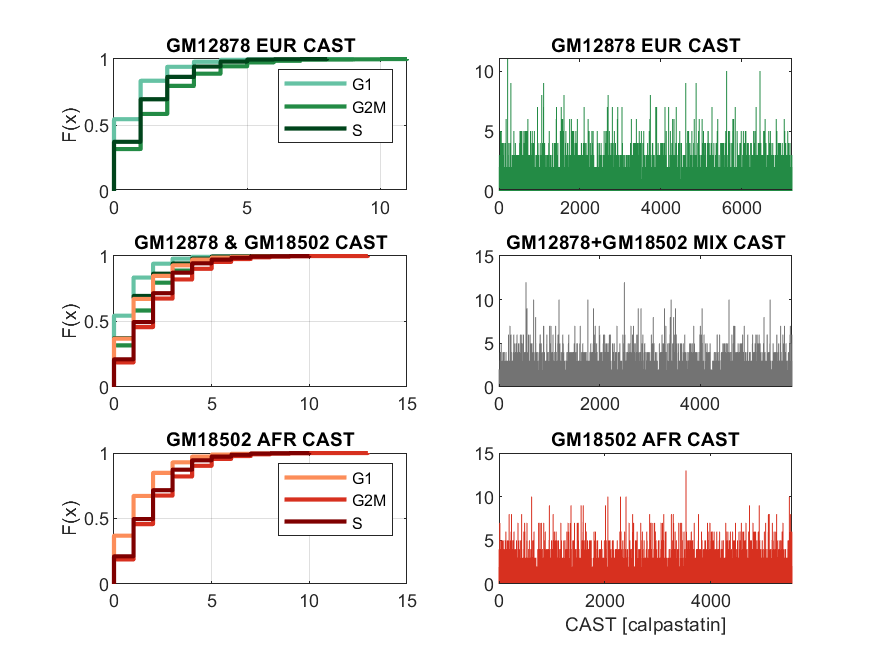 GM12878 EUR CAST
1
0.5
0
F(x)
0 5 10
G1
G2M
S
GM12878 EUR CAST
10
5
0
0 2000 4000 6000
GM12878 & GM18502 CAST
1
0.5
0
F(x)
0 5 10 15
GM12878+GM18502 MIX CAST
15
10
5
0
0 2000 4000
GM18502 AFR CAST
1
0.5
0
F(x)
0 5 10 15
G1
G2M
S
GM18502 AFR CAST
15
10
5
0
0 2000 4000
CAST [calpastatin]